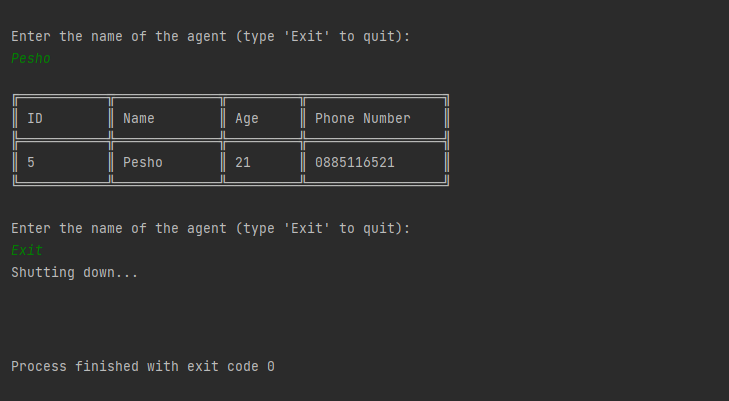 Enter the name of the agent (type 'Exit' to quit):
Pesho
ID Name Age Phone Number
5 Pesho 21 0885116521
Enter the name of the agent (type 'Exit' to quit):
Exit
Shutting down...
Process finished with exit code 0